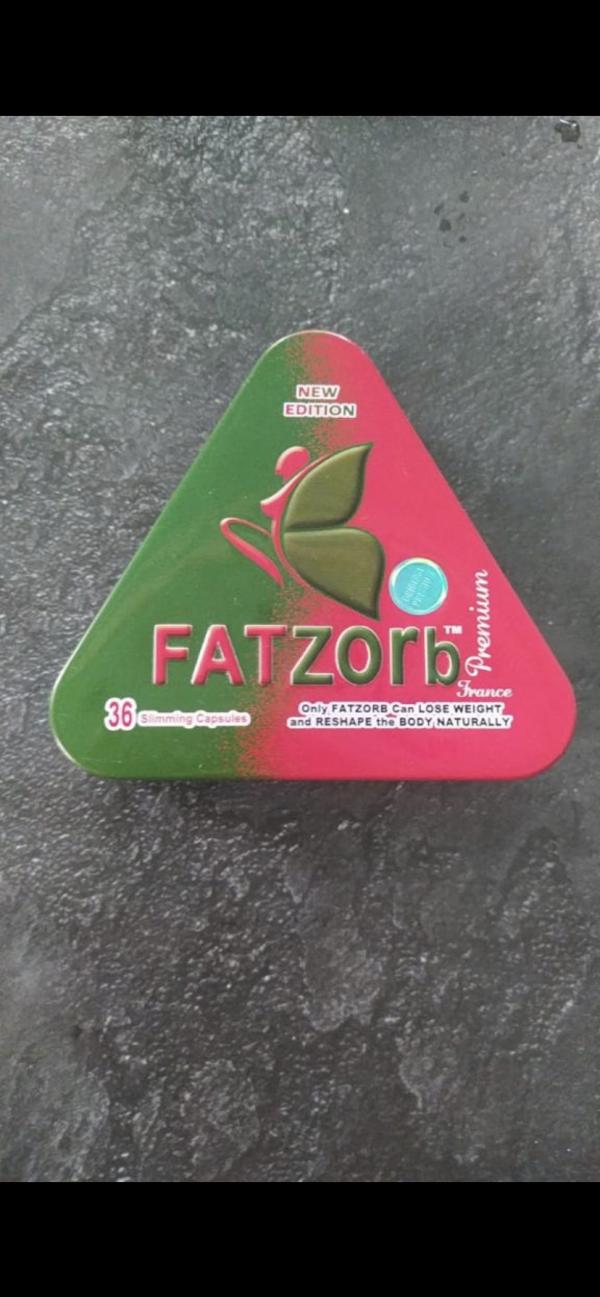 NEW
EDITION
FATZOrb™
Premium
France
36 Slimming Capsules
Only FATZORB Can LOSE WEIGHT
and RESHAPE the BODY NATURALLY